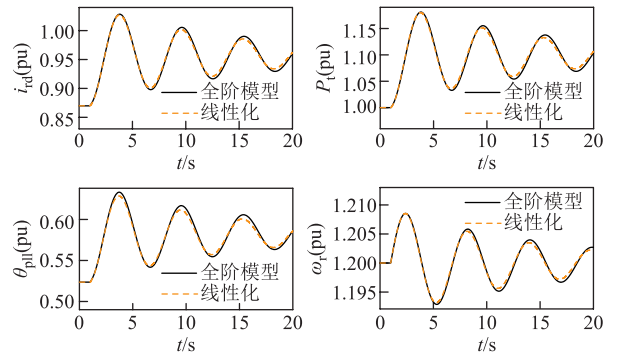 i_rd(pu)
1.00
0.95
0.90
0.85
全阶模型
线性化
0 5 10 15 20
t/s
P_t(pu)
1.15
1.10
1.05
1.00
全阶模型
线性化
0 5 10 15 20
t/s
θ_pll(pu)
0.60
0.55
0.50
全阶模型
线性化
0 5 10 15 20
t/s
ω_r(pu)
1.210
1.205
1.200
1.195
全阶模型
线性化
0 5 10 15 20
t/s